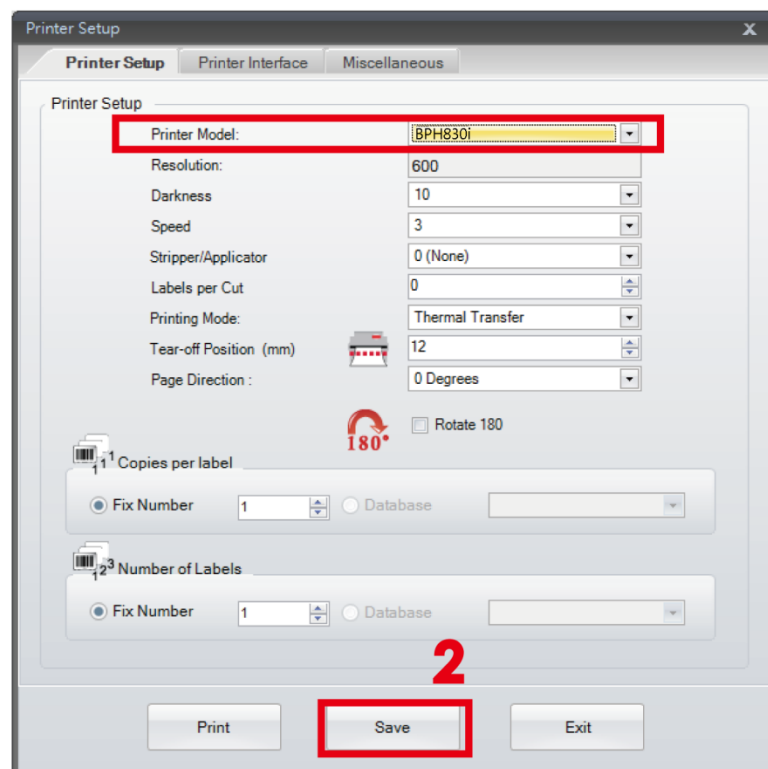 Printer Setup X
Printer Setup Printer Interface Miscellaneous
Printer Setup
Printer Model: BPH830i
Resolution: 600
Darkness 10
Speed 3
Stripper/Applicator 0 (None)
Labels per Cut 0
Printing Mode: Thermal Transfer
Tear-off Position (mm) 12
Page Direction : 0 Degrees
180° Rotate 180
111 Copies per label
Fix Number 1 Database
123 Number of Labels
Fix Number 1 Database
2
Print Save Exit